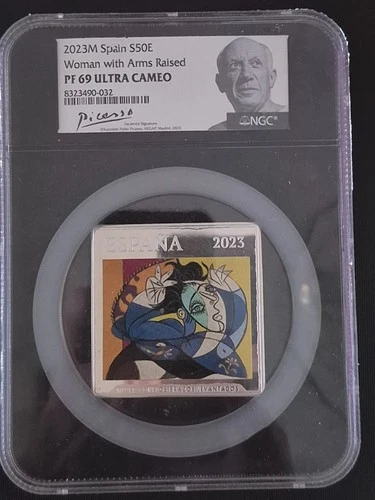 2023M Spain S50E
Woman with Arms Raised
PF 69 ULTRA CAMEO
8323490-032
Picasso
NGC
ESPAÑA 2023